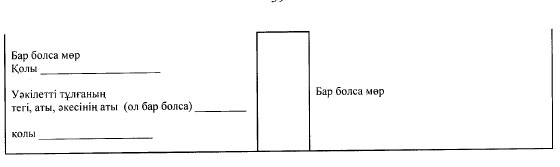 Бар болса мөр
Қолы ____________________
Уәкілетті тұлғаның
тегі, аты, әкесінің аты (ол бар болса) _________
қолы ___________________
Бар болса мөр